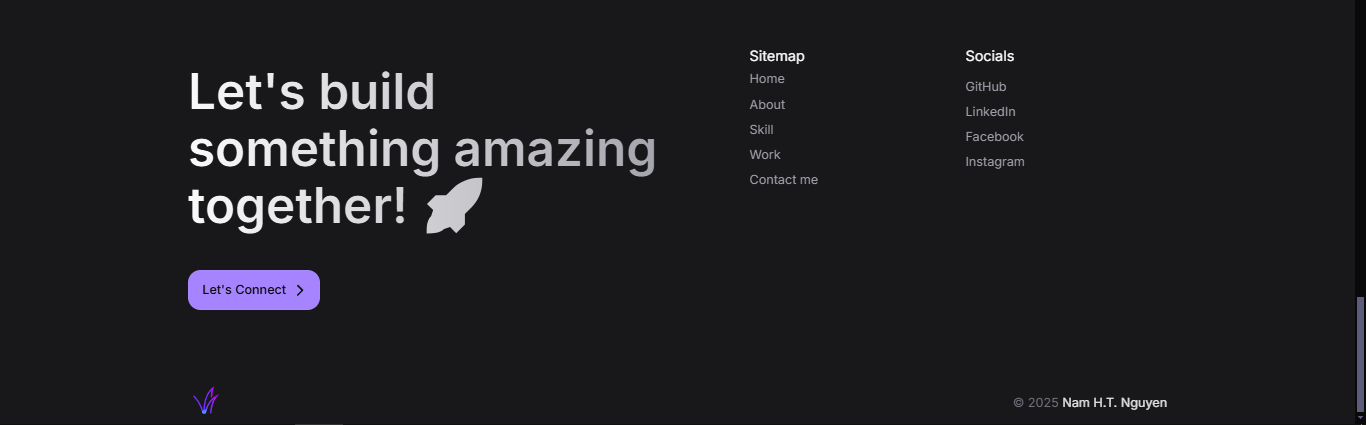 Let's build
something amazing
together!
Let's Connect
Sitemap
Home
About
Skill
Work
Contact me
Socials
GitHub
LinkedIn
Facebook
Instagram
© 2025 Nam H.T. Nguyen